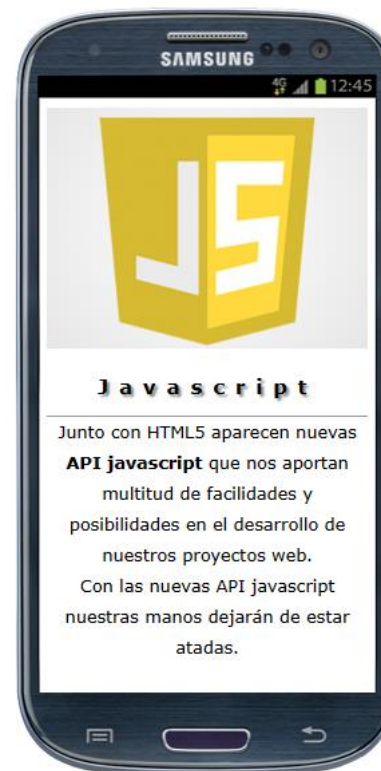 SAMSUNG
4G 12:45
JS
Javascript
Junto con HTML5 aparecen nuevas
API javascript que nos aportan
multitud de facilidades y
posibilidades en el desarrollo de
nuestros proyectos web.
Con las nuevas API javascript
nuestras manos dejarán de estar
atadas.